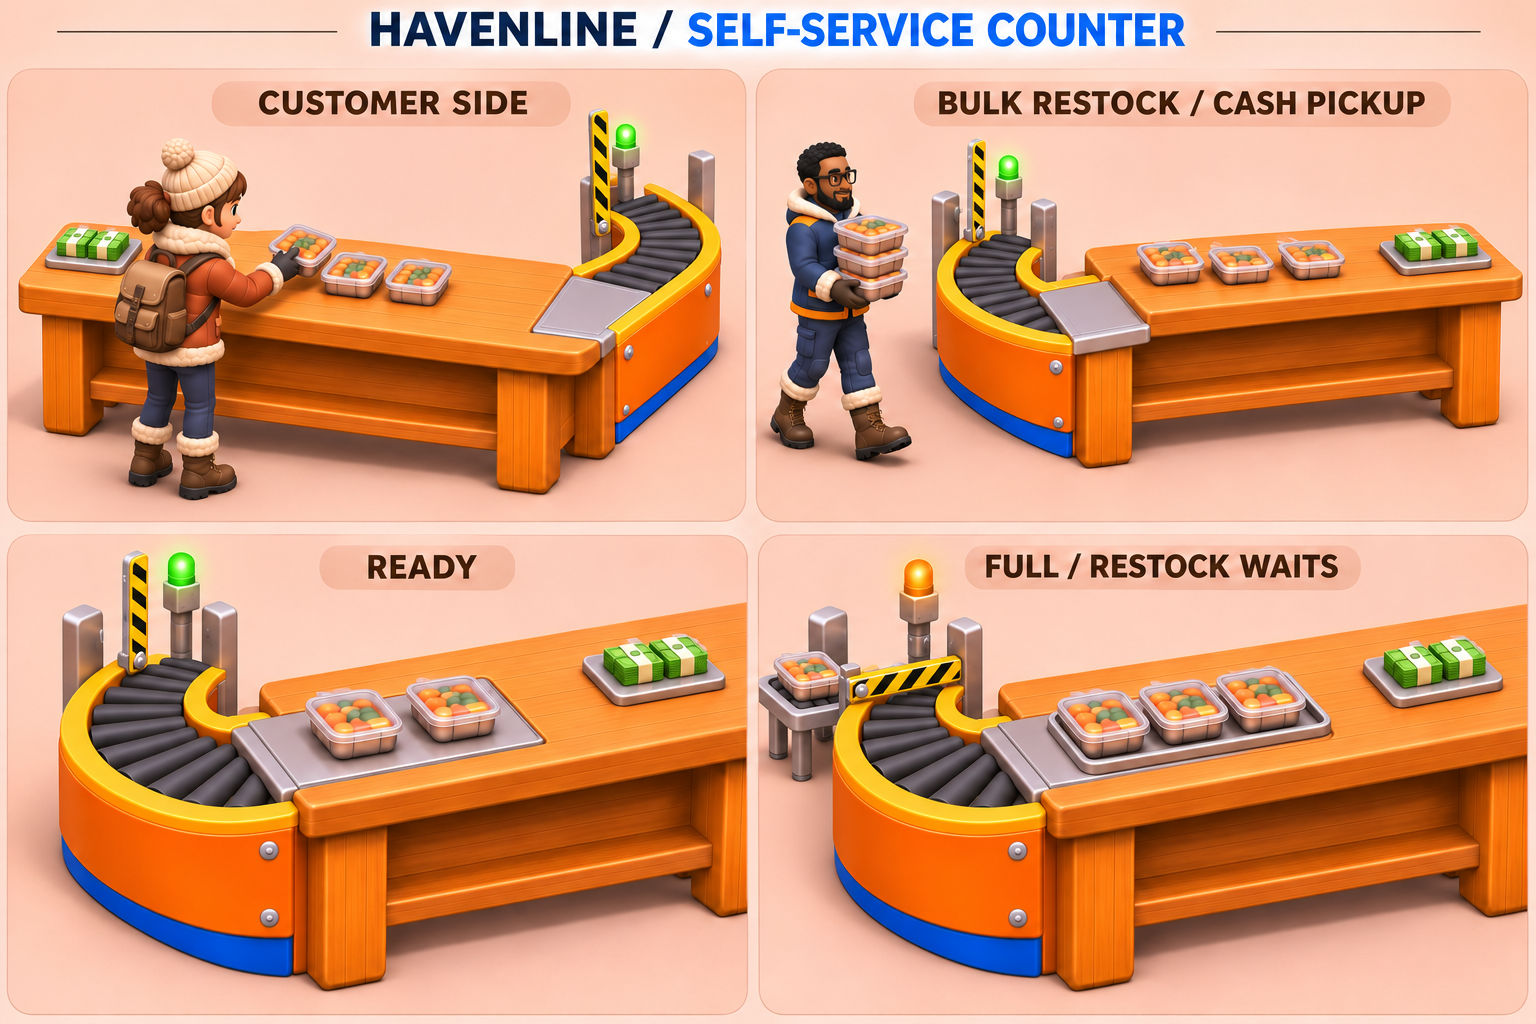 HAVENLINE / SELF-SERVICE COUNTER
CUSTOMER SIDE
BULK RESTOCK / CASH PICKUP
READY
FULL / RESTOCK WAITS